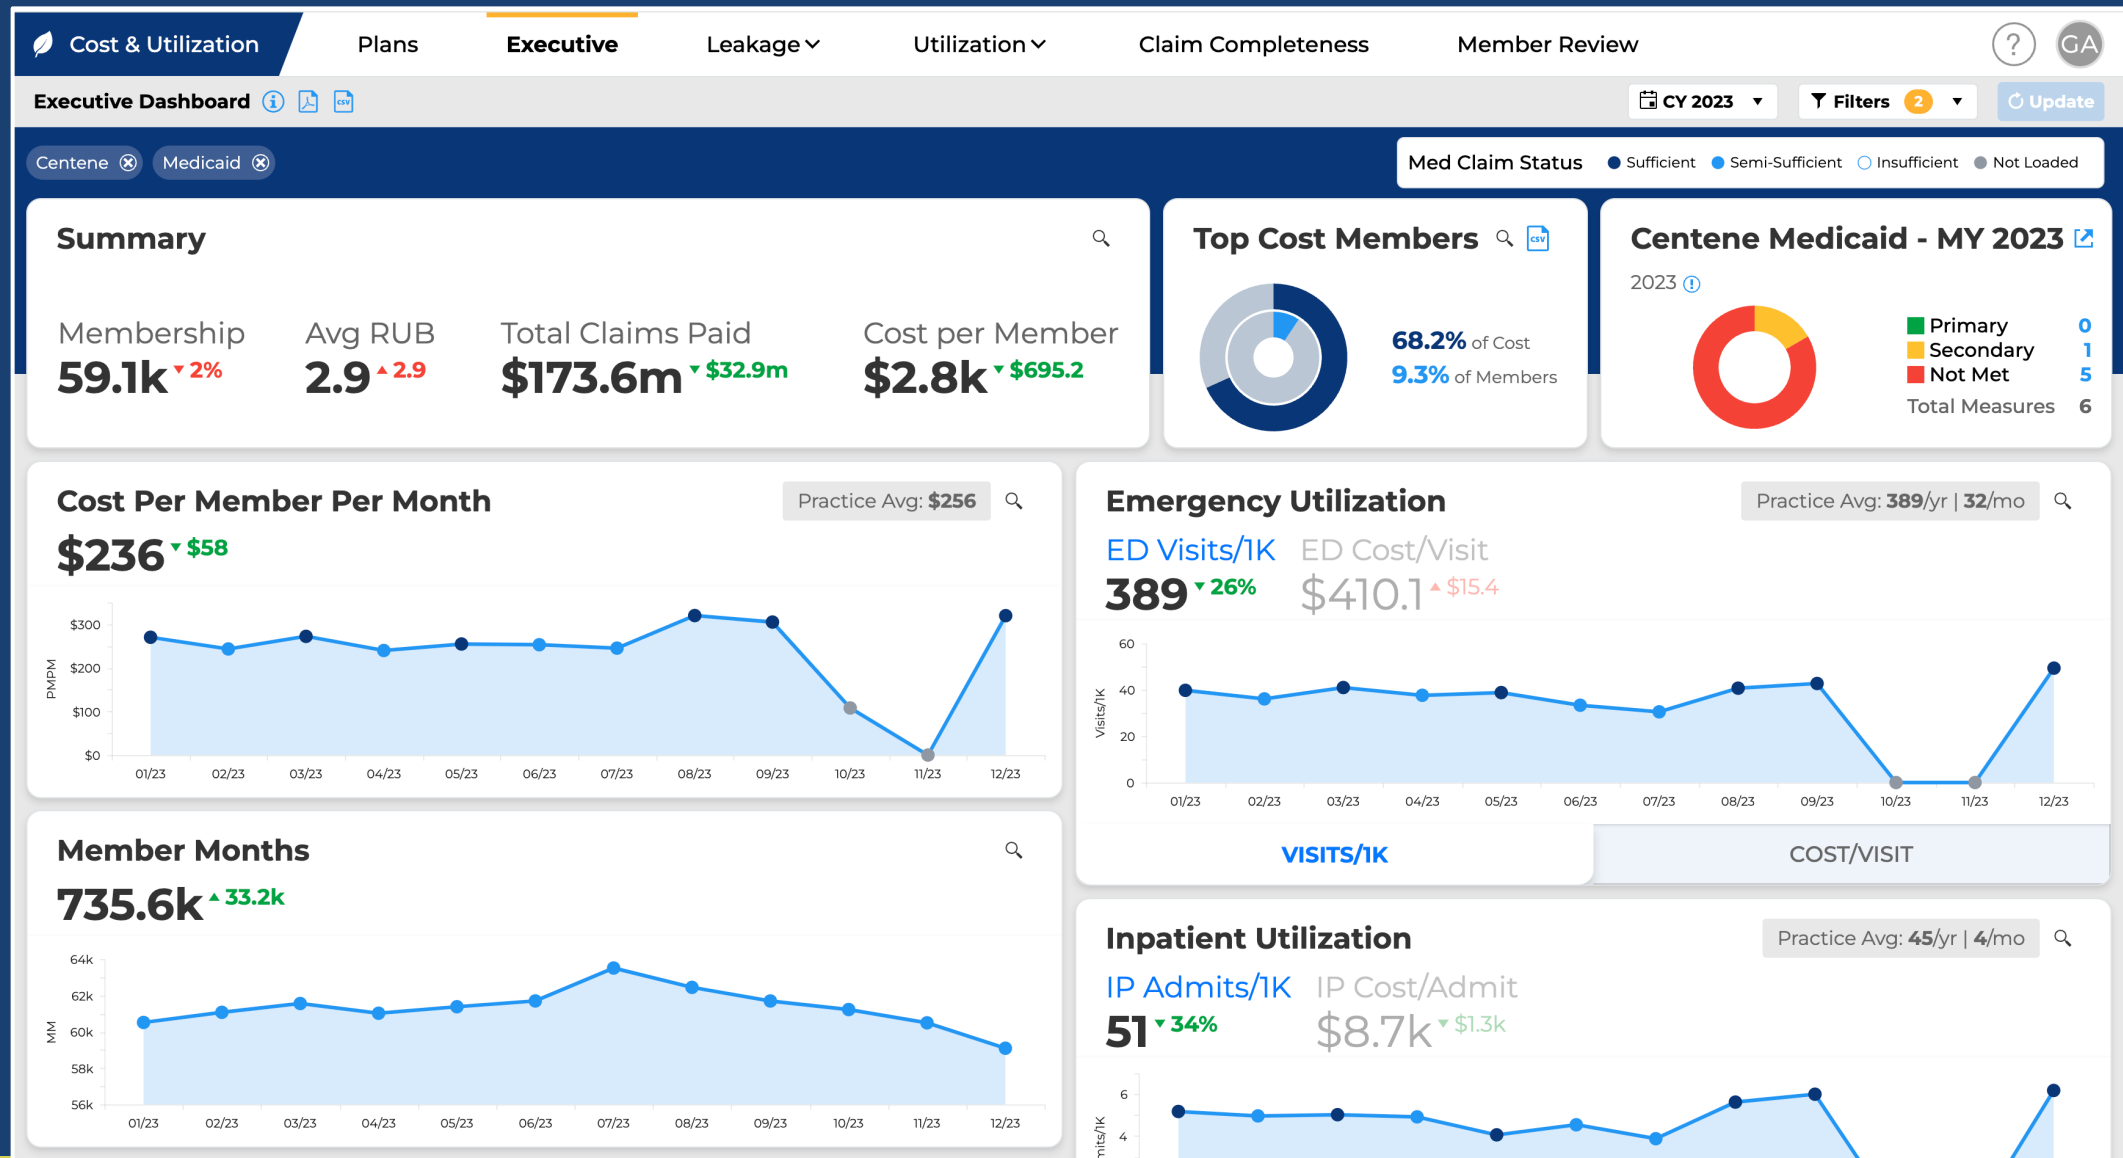 Cost & Utilization
Plans
Executive
Leakage
Utilization
Claim Completeness
Member Review
?
GA
Executive Dashboard
CSV
CY 2023
Filters 2
Update
Centene
Medicaid
Med Claim Status
Sufficient
Semi-Sufficient
Insufficient
Not Loaded
Summary
Membership
59.1k 2%
Avg RUB
2.9 2.9
Total Claims Paid
$173.6m $32.9m
Cost per Member
$2.8k $695.2
Top Cost Members
CSV
68.2% of Cost
9.3% of Members
Centene Medicaid - MY 2023
2023
Primary 0
Secondary 1
Not Met 5
Total Measures 6
Cost Per Member Per Month
Practice Avg: $256
$236 $58
PMPM
$300
$200
$100
$0
01/23 02/23 03/23 04/23 05/23 06/23 07/23 08/23 09/23 10/23 11/23 12/23
Emergency Utilization
Practice Avg: 389/yr | 32/mo
ED Visits/1K
389 26%
ED Cost/Visit
$410.1 $15.4
Visits/1K
60
40
20
0
01/23 02/23 03/23 04/23 05/23 06/23 07/23 08/23 09/23 10/23 11/23 12/23
VISITS/1K
COST/VISIT
Member Months
735.6k 33.2k
MM
64k
62k
60k
58k
56k
01/23 02/23 03/23 04/23 05/23 06/23 07/23 08/23 09/23 10/23 11/23 12/23
Inpatient Utilization
Practice Avg: 45/yr | 4/mo
IP Admits/1K
51 34%
IP Cost/Admit
$8.7k $1.3k
6
4